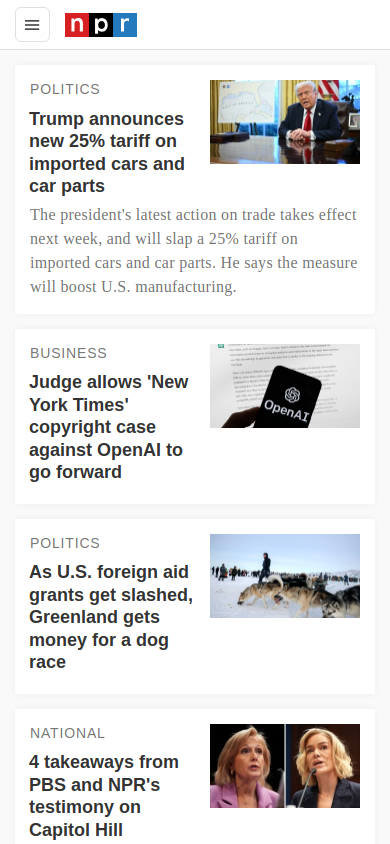 npr
POLITICS
Trump announces
new 25% tariff on
imported cars and
car parts
The president's latest action on trade takes effect
next week, and will slap a 25% tariff on
imported cars and car parts. He says the measure
will boost U.S. manufacturing.
BUSINESS
Judge allows 'New
York Times'
copyright case
against OpenAI to
go forward
OpenAI
POLITICS
As U.S. foreign aid
grants get slashed,
Greenland gets
money for a dog
race
NATIONAL
4 takeaways from
PBS and NPR's
testimony on
Capitol Hill